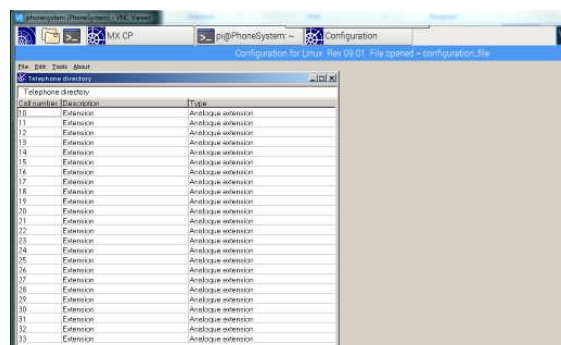 phonesystem (PhoneSystem) - VNC Viewer
MX CP
pi@PhoneSystem: ~
Configuration
Configuration for Linux Rev 09.01 File opened = configuration_file
File Edit Tools About
Telephone directory
Telephone directory
Call number Description Type
10 Extension Analogue extension
11 Extension Analogue extension
12 Extension Analogue extension
13 Extension Analogue extension
14 Extension Analogue extension
15 Extension Analogue extension
16 Extension Analogue extension
17 Extension Analogue extension
18 Extension Analogue extension
19 Extension Analogue extension
20 Extension Analogue extension
21 Extension Analogue extension
22 Extension Analogue extension
23 Extension Analogue extension
24 Extension Analogue extension
25 Extension Analogue extension
26 Extension Analogue extension
27 Extension Analogue extension
28 Extension Analogue extension
29 Extension Analogue extension
30 Extension Analogue extension
31 Extension Analogue extension
32 Extension Analogue extension
33 Extension Analogue extension